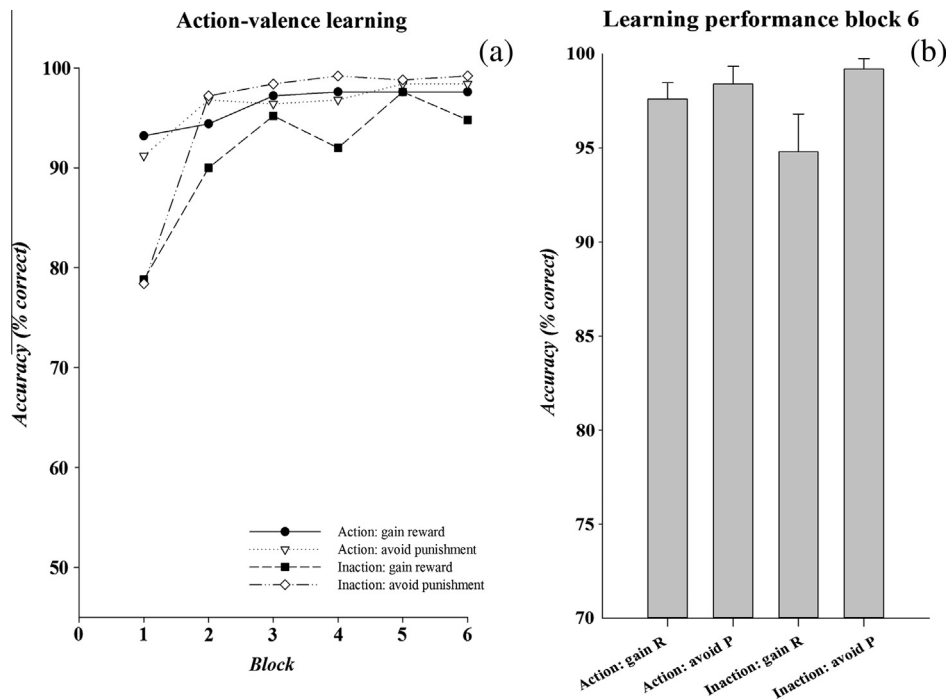 Action-valence learning
(a)
100
90
80
70
60
50
Accuracy (% correct)
0 1 2 3 4 5 6
Block
Action: gain reward
Action: avoid punishment
Inaction: gain reward
Inaction: avoid punishment
Learning performance block 6
(b)
100
95
90
85
80
75
70
Accuracy (% correct)
Action: gain R
Action: avoid P
Inaction: gain R
Inaction: avoid P